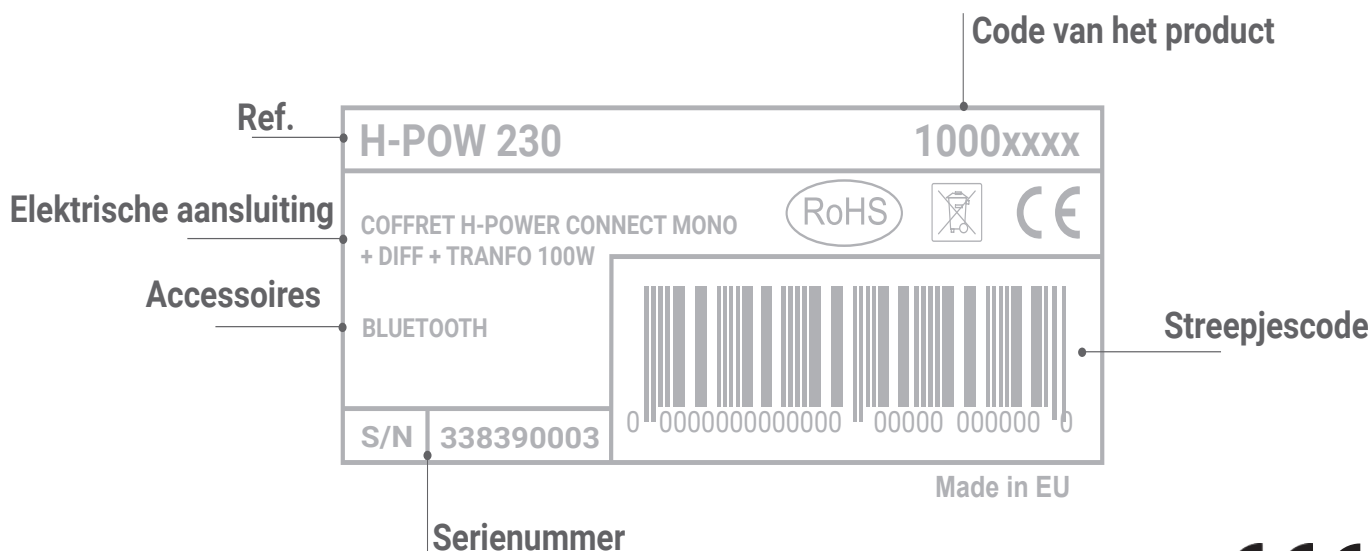 Code van het product
Ref.
H-POW 230
1000xxxx
Elektrische aansluiting
COFFRET H-POWER CONNECT MONO
+ DIFF + TRANFO 100W
RoHS
CE
Accessoires
BLUETOOTH
Streepjescode
0 0000000000000 00000 000000 0
S/N
338390003
Made in EU
Serienummer